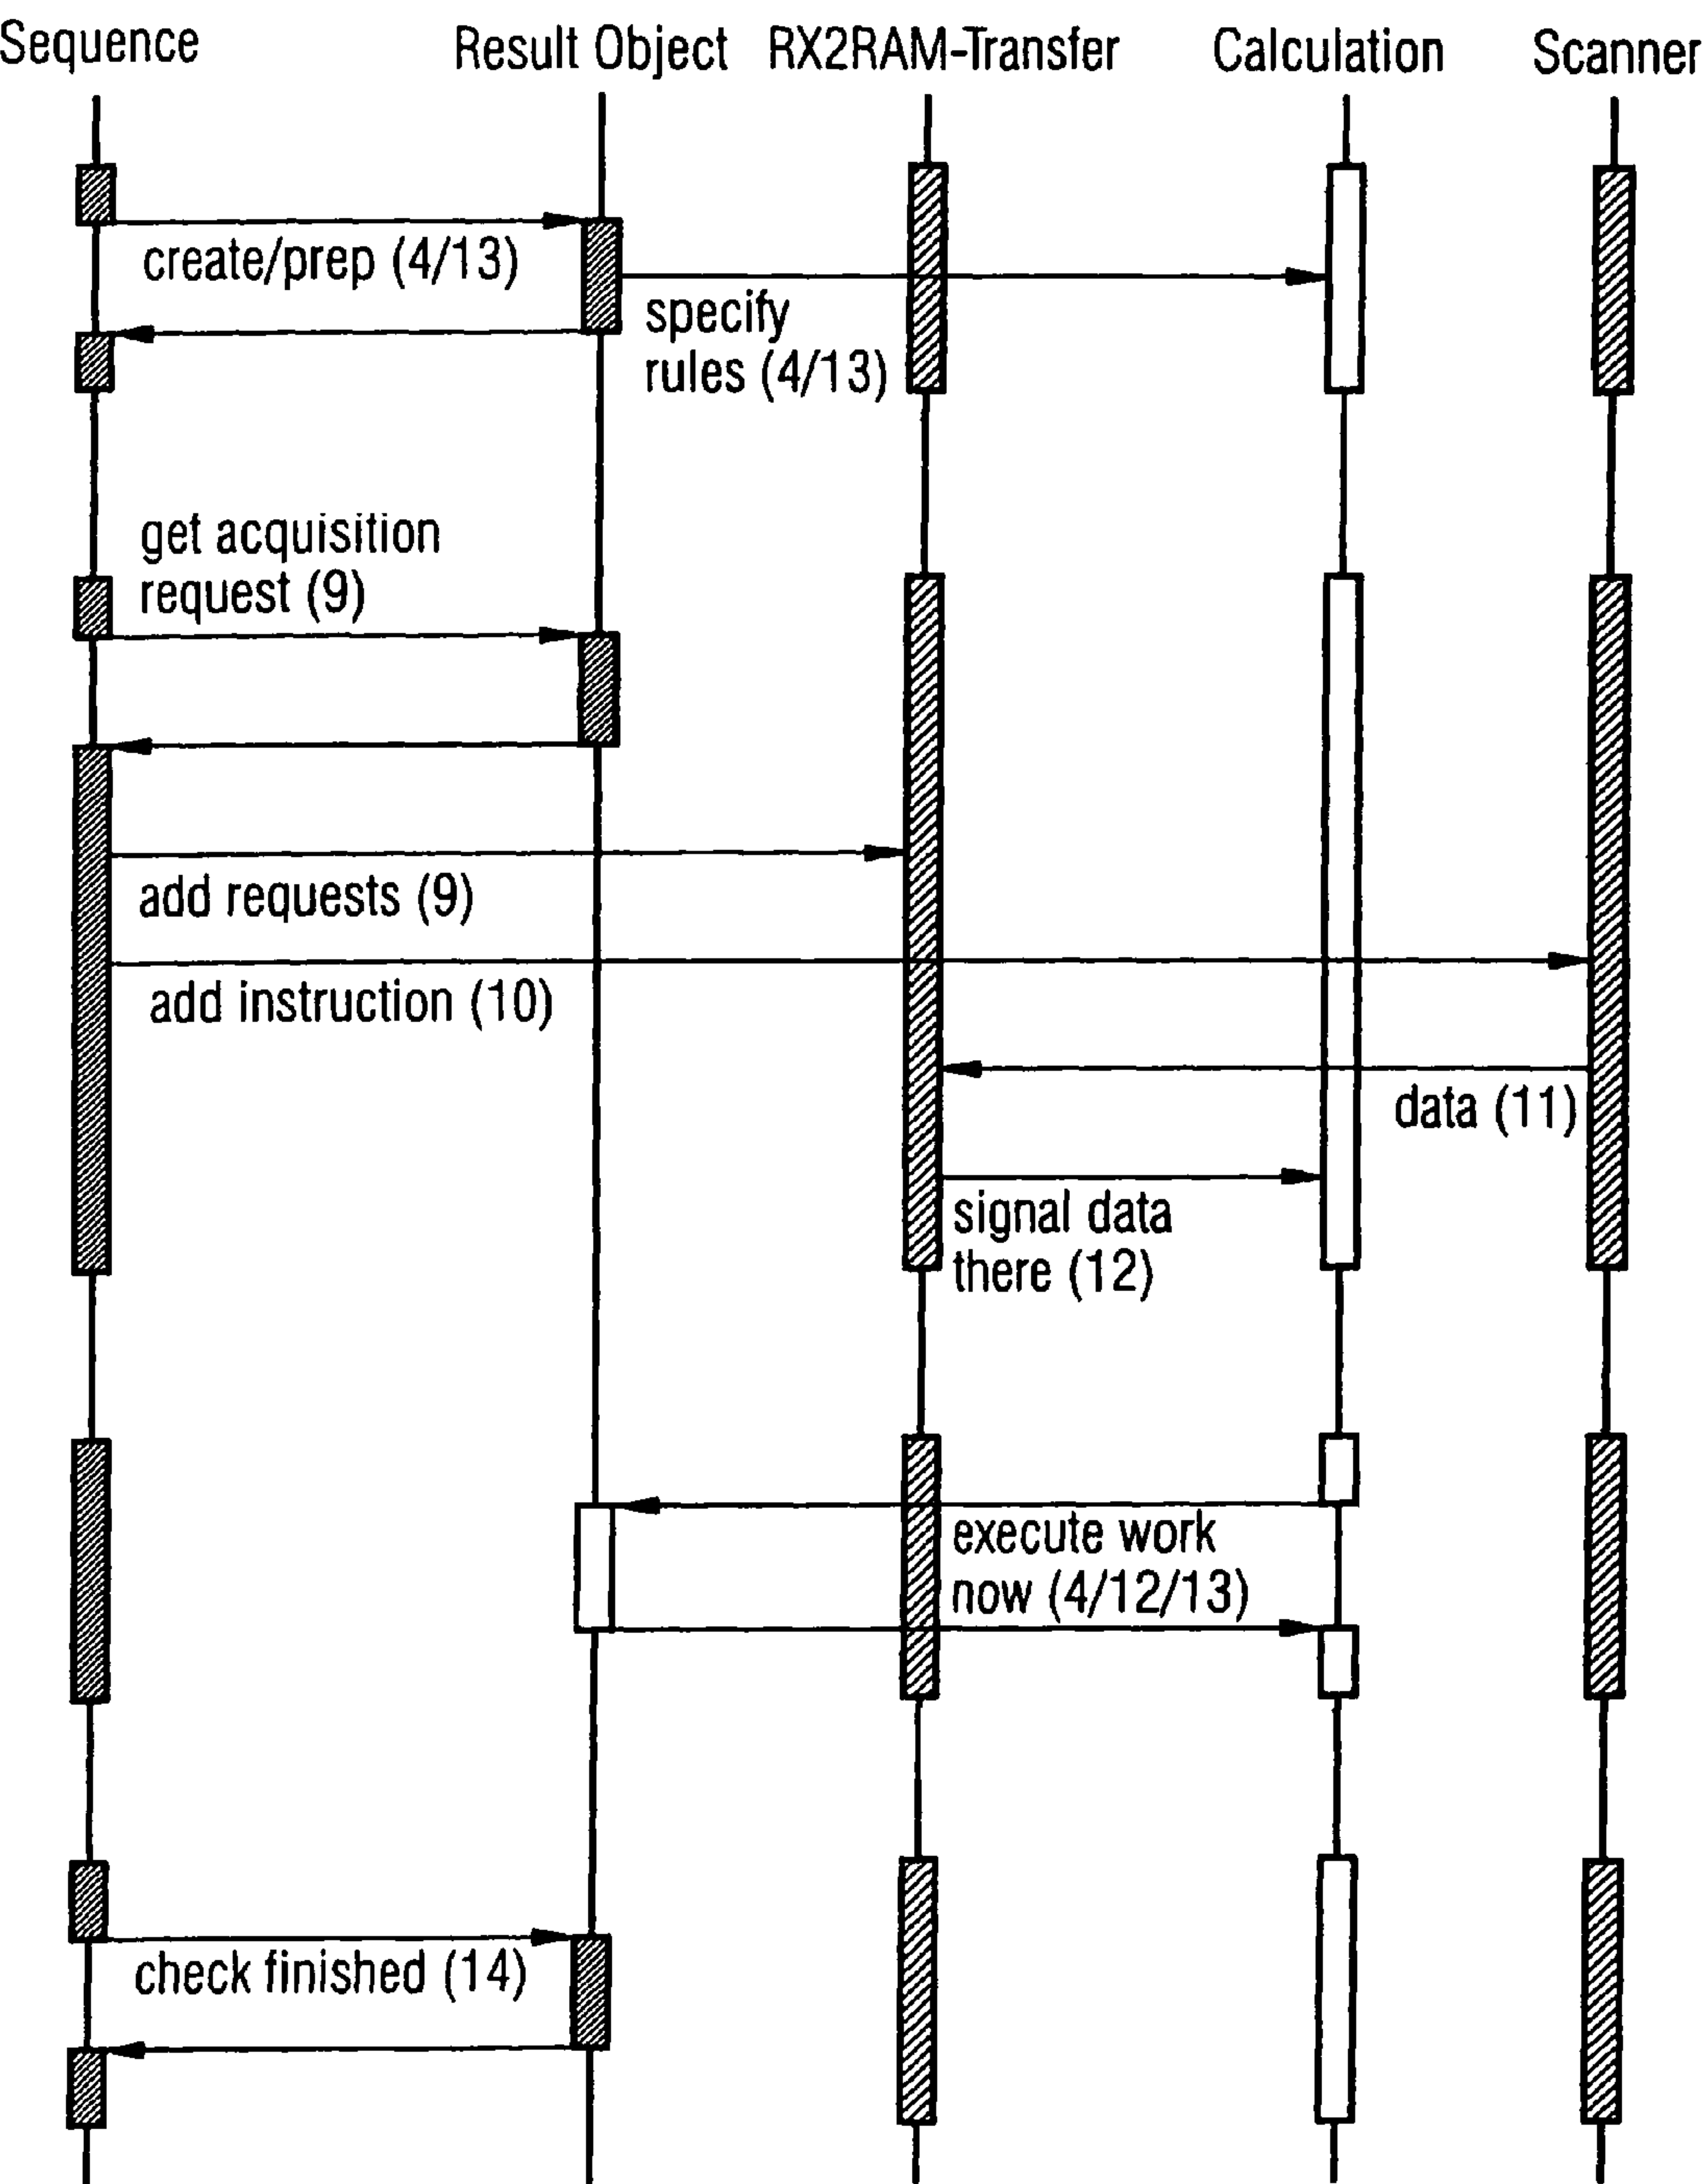 Sequence
Result Object
RX2RAM-Transfer
Calculation
Scanner
create/prep (4/13)
specify
rules (4/13)
get acquisition
request (9)
add requests (9)
add instruction (10)
data (11)
signal data
there (12)
execute work
now (4/12/13)
check finished (14)